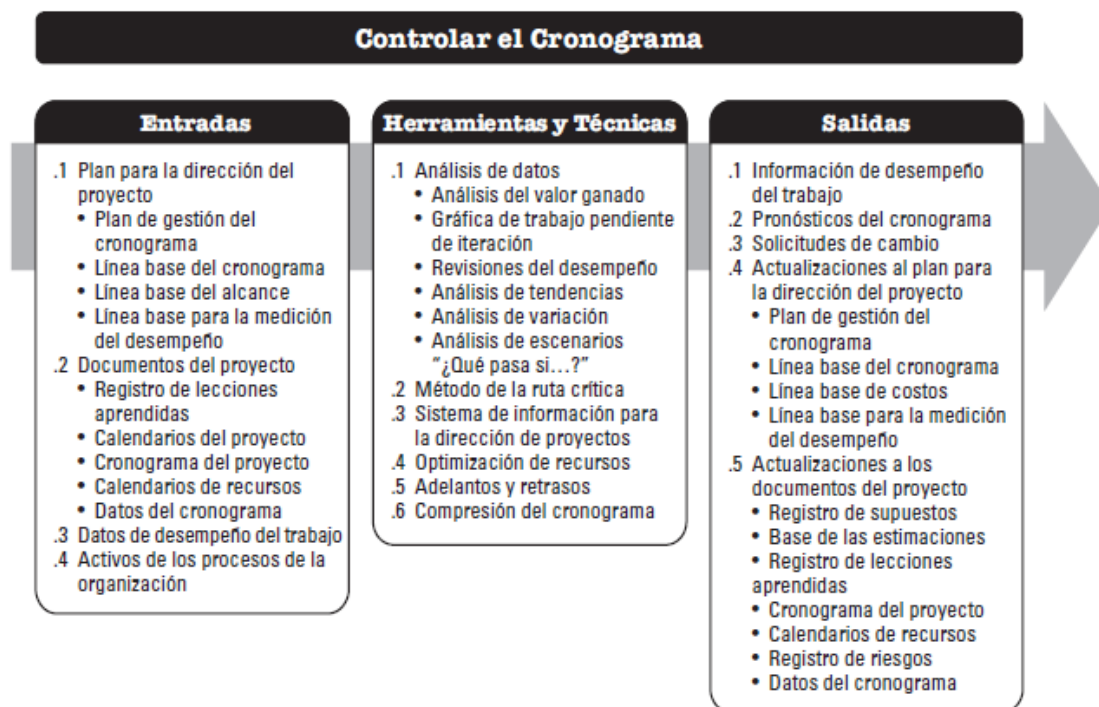 Controlar el Cronograma
Entradas
.1 Plan para la dirección del
proyecto
• Plan de gestión del
cronograma
• Línea base del cronograma
• Línea base del alcance
• Línea base para la medición
del desempeño
.2 Documentos del proyecto
• Registro de lecciones
aprendidas
• Calendarios del proyecto
• Cronograma del proyecto
• Calendarios de recursos
• Datos del cronograma
.3 Datos de desempeño del trabajo
.4 Activos de los procesos de la
organización
Herramientas y Técnicas
.1 Análisis de datos
• Análisis del valor ganado
• Gráfica de trabajo pendiente
de iteración
• Revisiones del desempeño
• Análisis de tendencias
• Análisis de variación
• Análisis de escenarios
“¿Qué pasa si...?”
.2 Método de la ruta crítica
.3 Sistema de información para
la dirección de proyectos
.4 Optimización de recursos
.5 Adelantos y retrasos
.6 Compresión del cronograma
Salidas
.1 Información de desempeño
del trabajo
.2 Pronósticos del cronograma
.3 Solicitudes de cambio
.4 Actualizaciones al plan para
la dirección del proyecto
• Plan de gestión del
cronograma
• Línea base del cronograma
• Línea base de costos
• Línea base para la medición
del desempeño
.5 Actualizaciones a los
documentos del proyecto
• Registro de supuestos
• Base de las estimaciones
• Registro de lecciones
aprendidas
• Cronograma del proyecto
• Calendarios de recursos
• Registro de riesgos
• Datos del cronograma